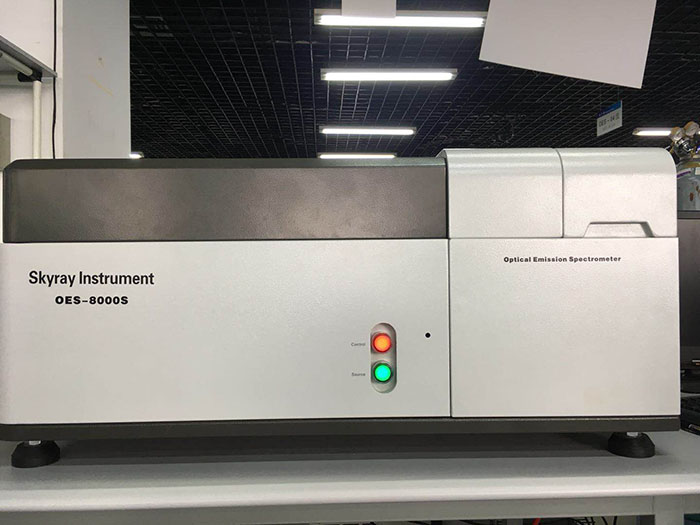 Skyray Instrument
OES-8000S
Optical Emission Spectrometer
Control
Source